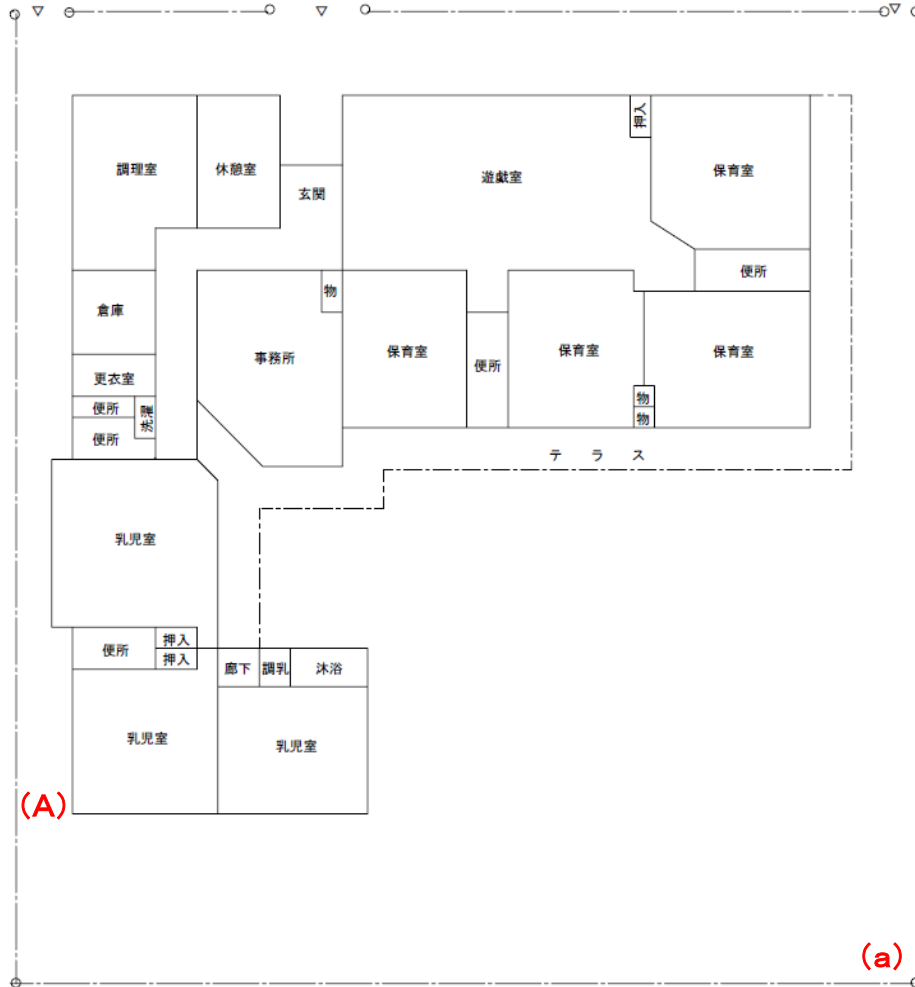 調理室
休憩室
玄関
遊戯室
押入
保育室
便所
倉庫
物
事務所
保育室
便所
保育室
保育室
更衣室
便所
洗濯
便所
物
物
テラス
乳児室
便所
押入
押入
廊下
調乳
沐浴
乳児室
乳児室
(A)
(a)